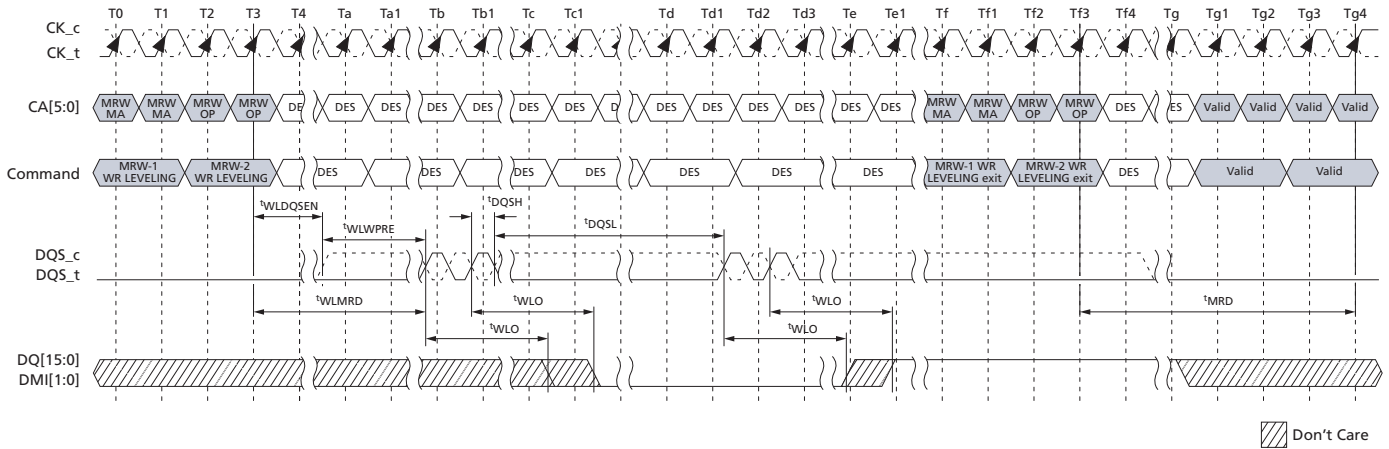 T0 T1 T2 T3 T4 Ta Ta1 Tb Tb1 Tc Tc1 Td Td1 Td2 Td3 Te Te1 Tf Tf1 Tf2 Tf3 Tf4 Tg Tg1 Tg2 Tg3 Tg4
CK_c
CK_t
CA[5:0]
MRW MA
MRW MA
MRW OP
MRW OP
DE
DES
DES
DES
DES
DES
DES
D
DES
DES
DES
DES
DES
DES
MRW MA
MRW MA
MRW OP
MRW OP
DES
ES
Valid
Valid
Valid
Valid
Command
MRW-1 WR LEVELING
MRW-2 WR LEVELING
DES
DES
DES
DES
DES
DES
DES
DES
DES
MRW-1 WR LEVELING exit
MRW-2 WR LEVELING exit
DES
Valid
Valid
tWLDQSEN
tDQSH
tWLWPRE
tDQSL
DQS_c
DQS_t
tWLMRD
tWLO
tWLO
tMRD
tWLO
tWLO
DQ[15:0]
DMI[1:0]
Don't Care